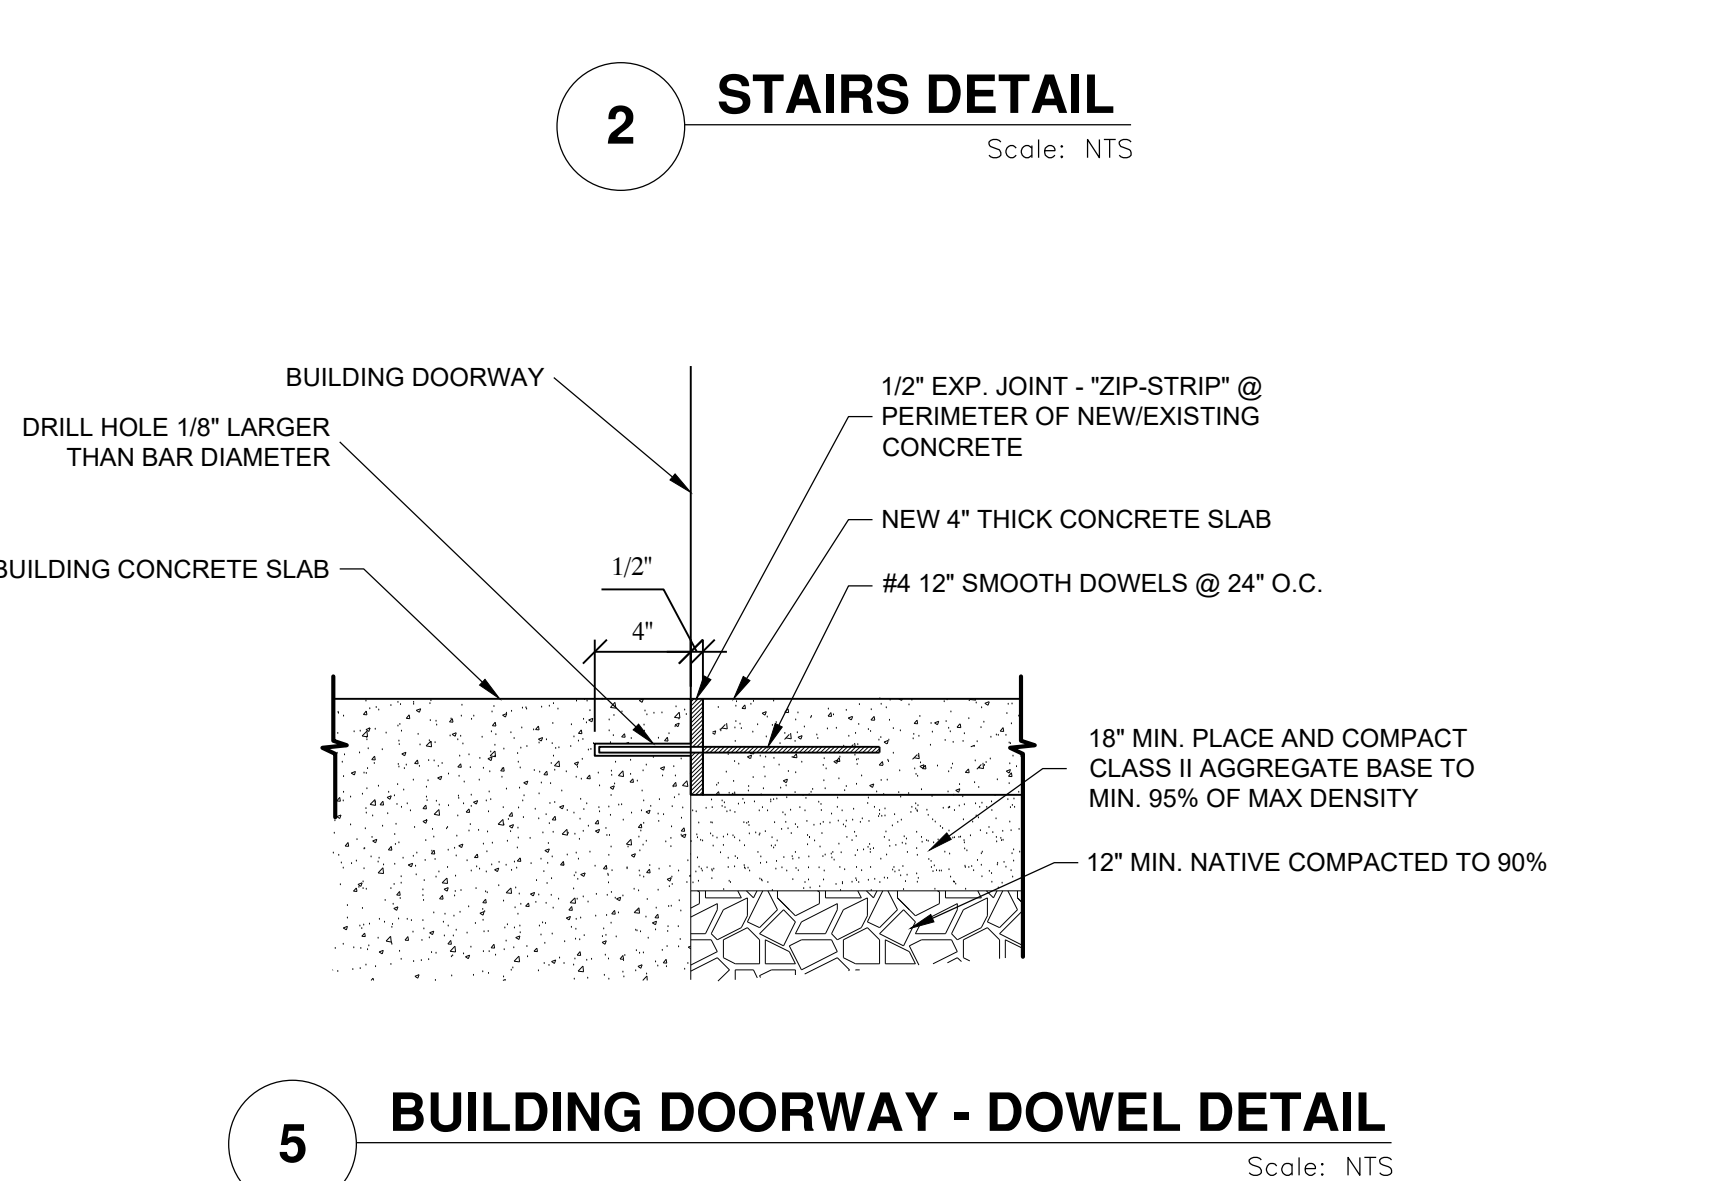 2
STAIRS DETAIL
Scale: NTS
BUILDING DOORWAY
DRILL HOLE 1/8" LARGER
THAN BAR DIAMETER
BUILDING CONCRETE SLAB
1/2"
4"
1/2" EXP. JOINT - "ZIP-STRIP" @
PERIMETER OF NEW/EXISTING
CONCRETE
NEW 4" THICK CONCRETE SLAB
#4 12" SMOOTH DOWELS @ 24" O.C.
18" MIN. PLACE AND COMPACT
CLASS II AGGREGATE BASE TO
MIN. 95% OF MAX DENSITY
12" MIN. NATIVE COMPACTED TO 90%
5
BUILDING DOORWAY - DOWEL DETAIL
Scale: NTS